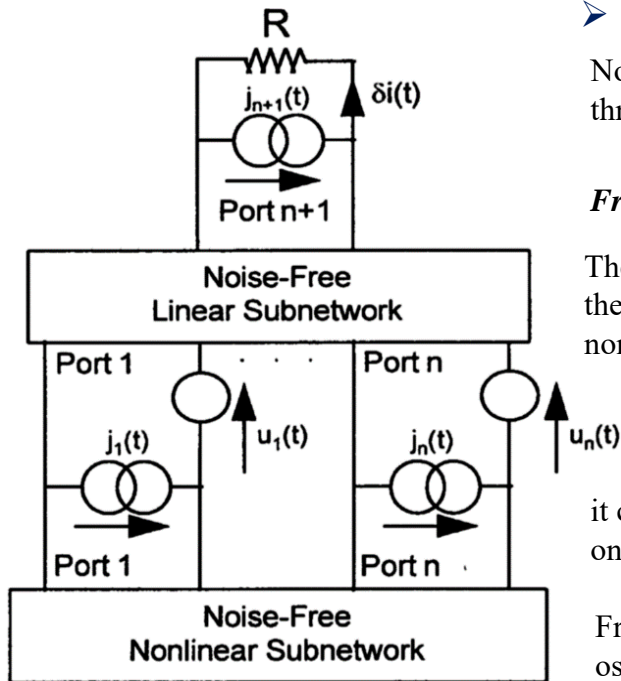 R
j_{n+1}(t)
δi(t)
Port n+1
Noise-Free
Linear Subnetwork
Port 1
. . .
Port n
j_1(t)
u_1(t)
j_n(t)
u_n(t)
Port 1
Port n
Noise-Free
Nonlinear Subnetwork
➢
No
thr
Fr
The
the
nor
it c
on
Fr
os